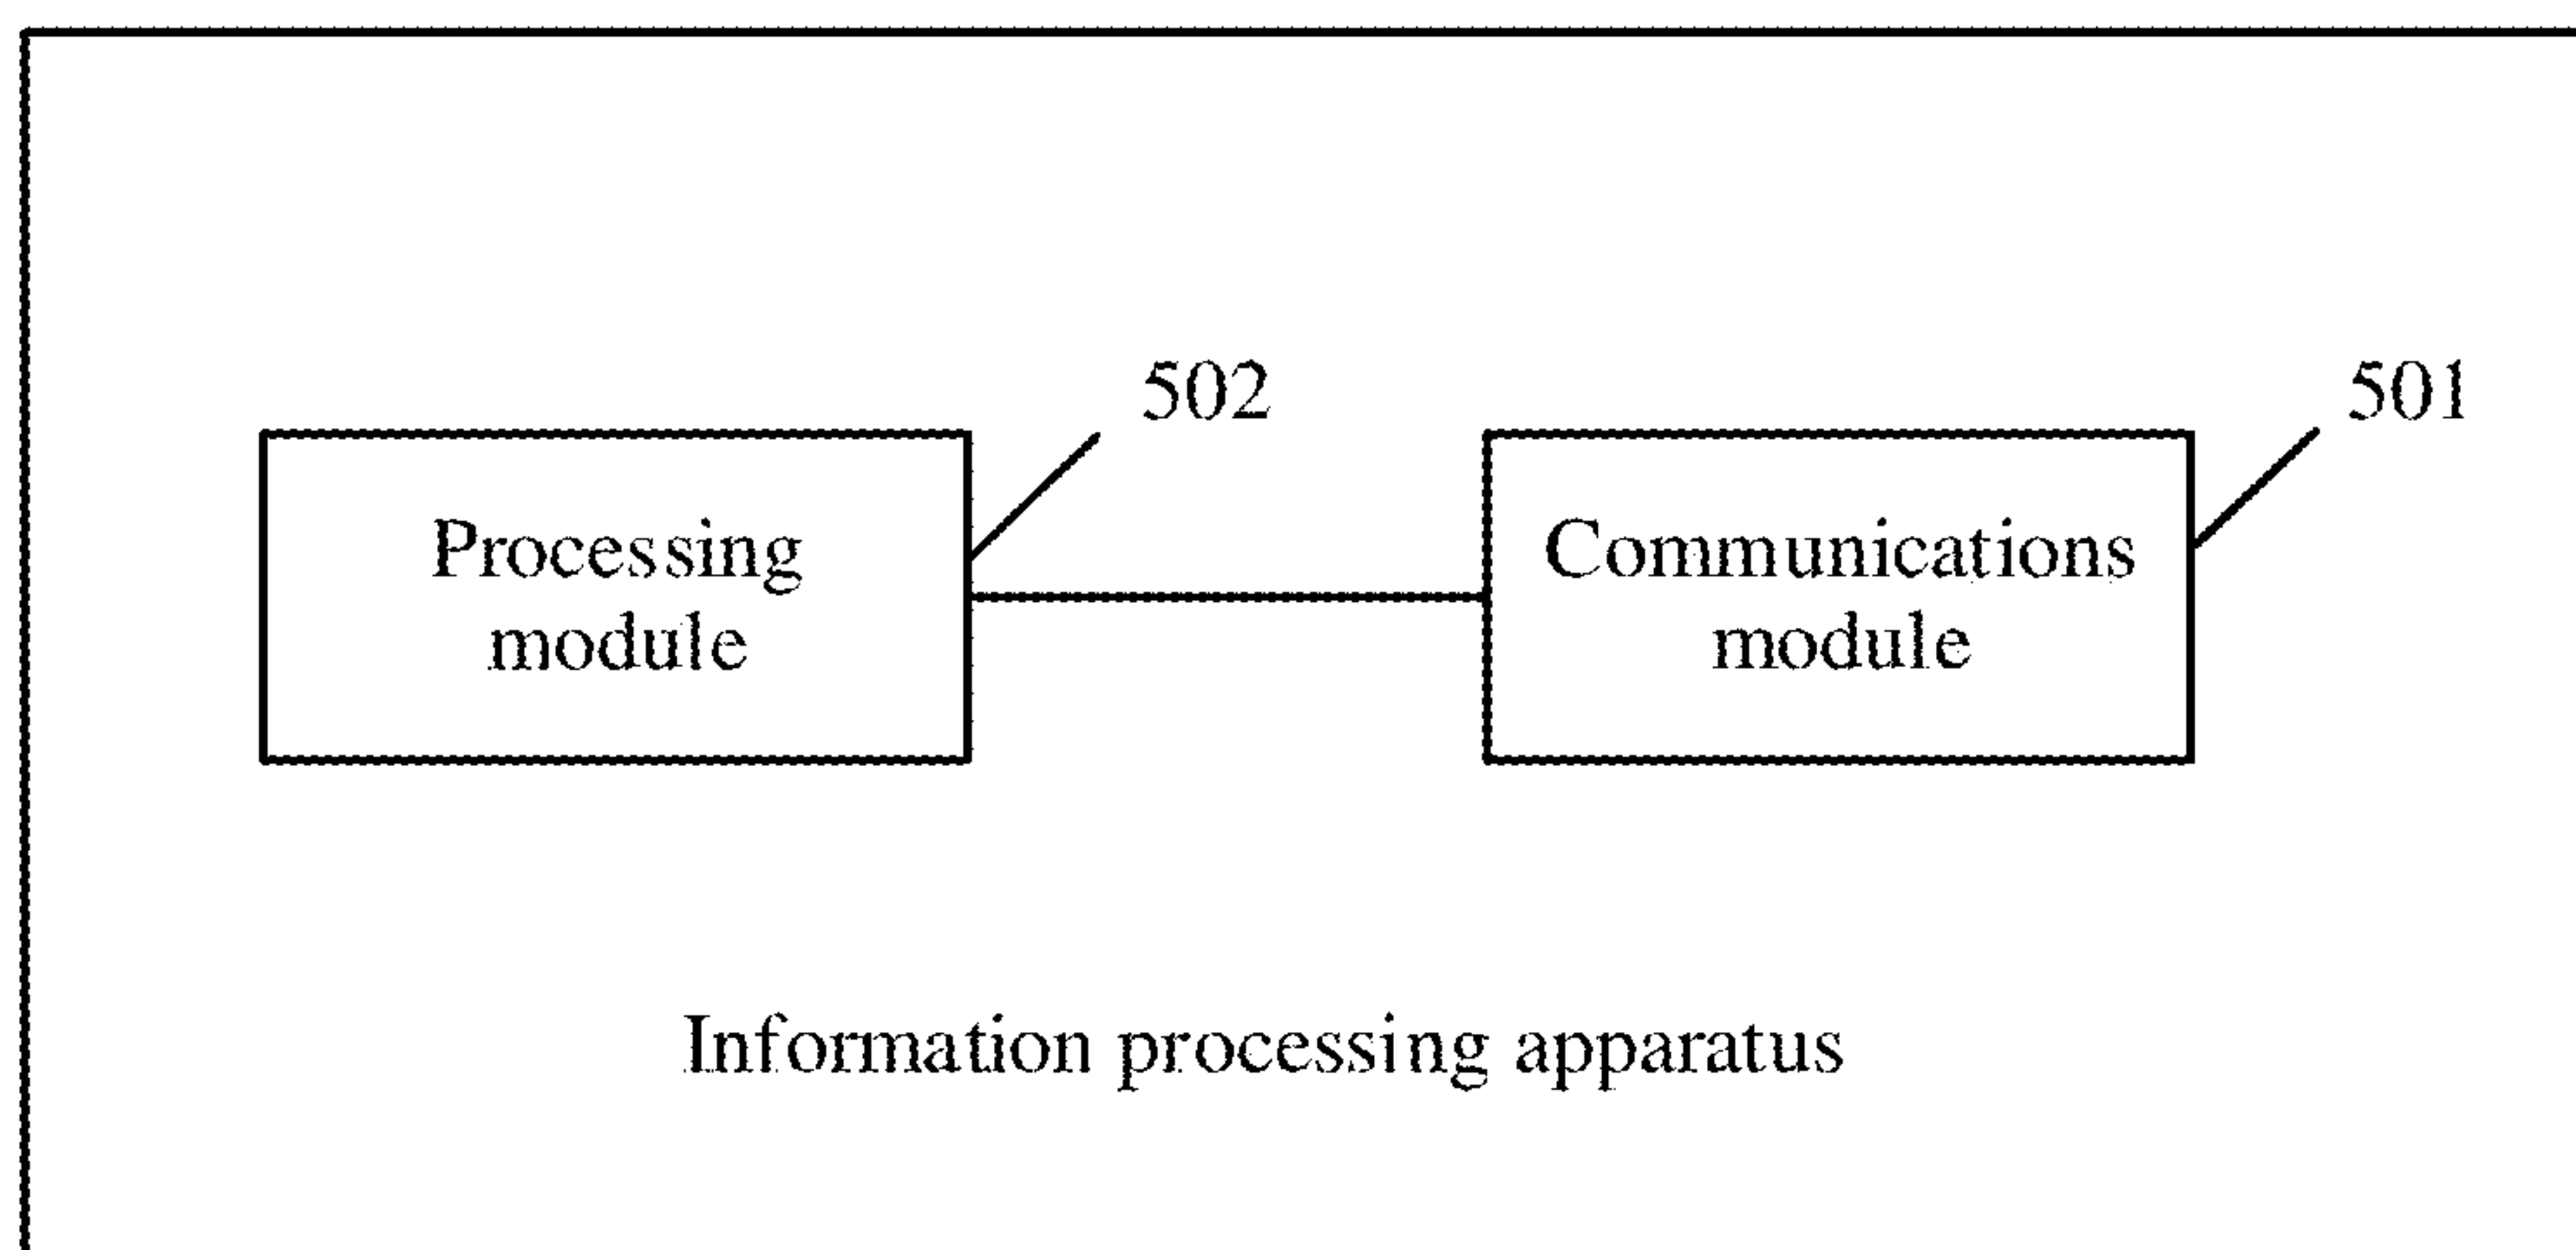 502
501
Processing
module
Communications
module
Information processing apparatus